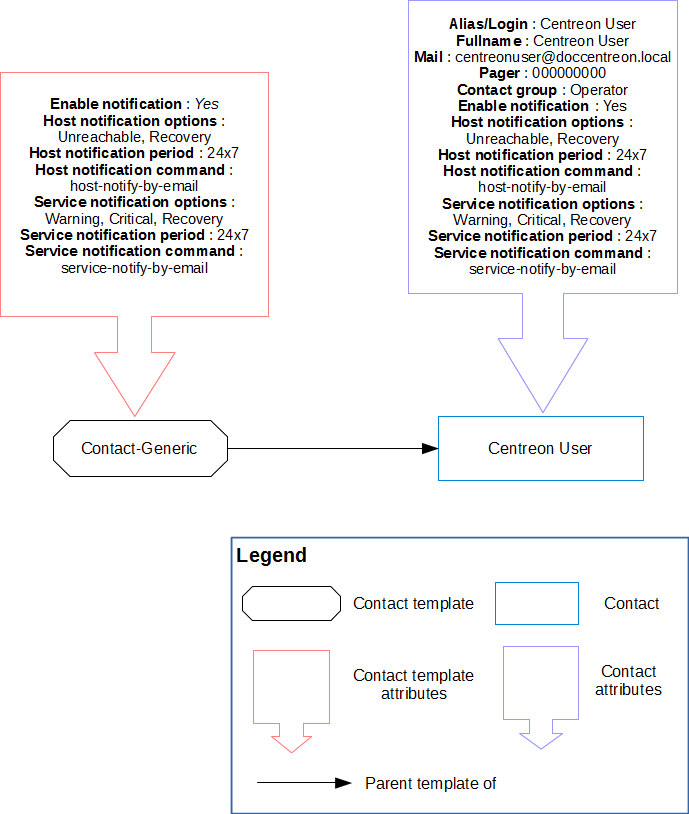 Enable notification : Yes
Host notification options :
Unreachable, Recovery
Host notification period : 24x7
Host notification command :
host-notify-by-email
Service notification options :
Warning, Critical, Recovery
Service notification period : 24x7
Service notification command :
service-notify-by-email
Alias/Login : Centreon User
Fullname : Centreon User
Mail : centreonuser@doccentreon.local
Pager : 000000000
Contact group : Operator
Enable notification : Yes
Host notification options :
Unreachable, Recovery
Host notification period : 24x7
Host notification command :
host-notify-by-email
Service notification options :
Warning, Critical, Recovery
Service notification period : 24x7
Service notification command :
service-notify-by-email
Contact-Generic
Centreon User
Legend
Contact template
Contact
Contact template
attributes
Contact
attributes
Parent template of